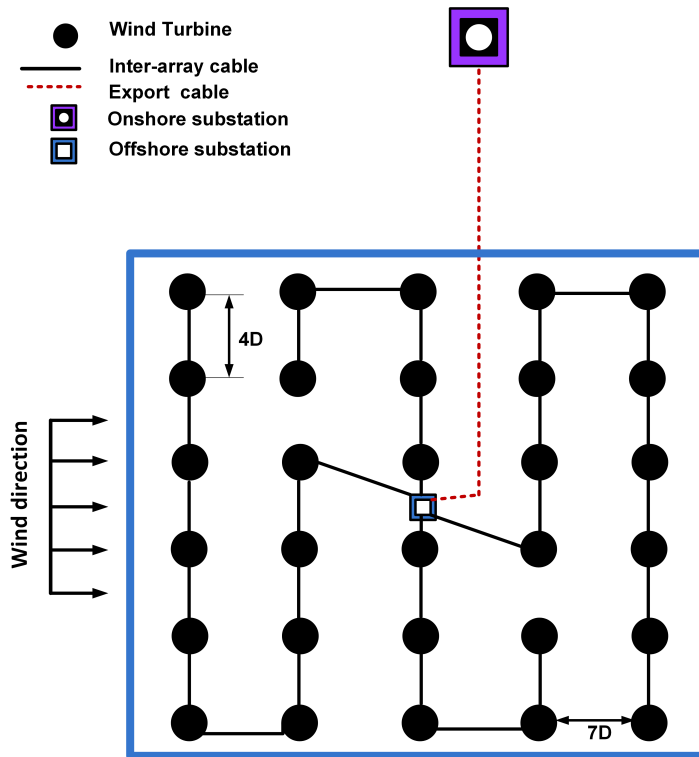 Wind Turbine
Inter-array cable
Export cable
Onshore substation
Offshore substation
4D
Wind direction
7D